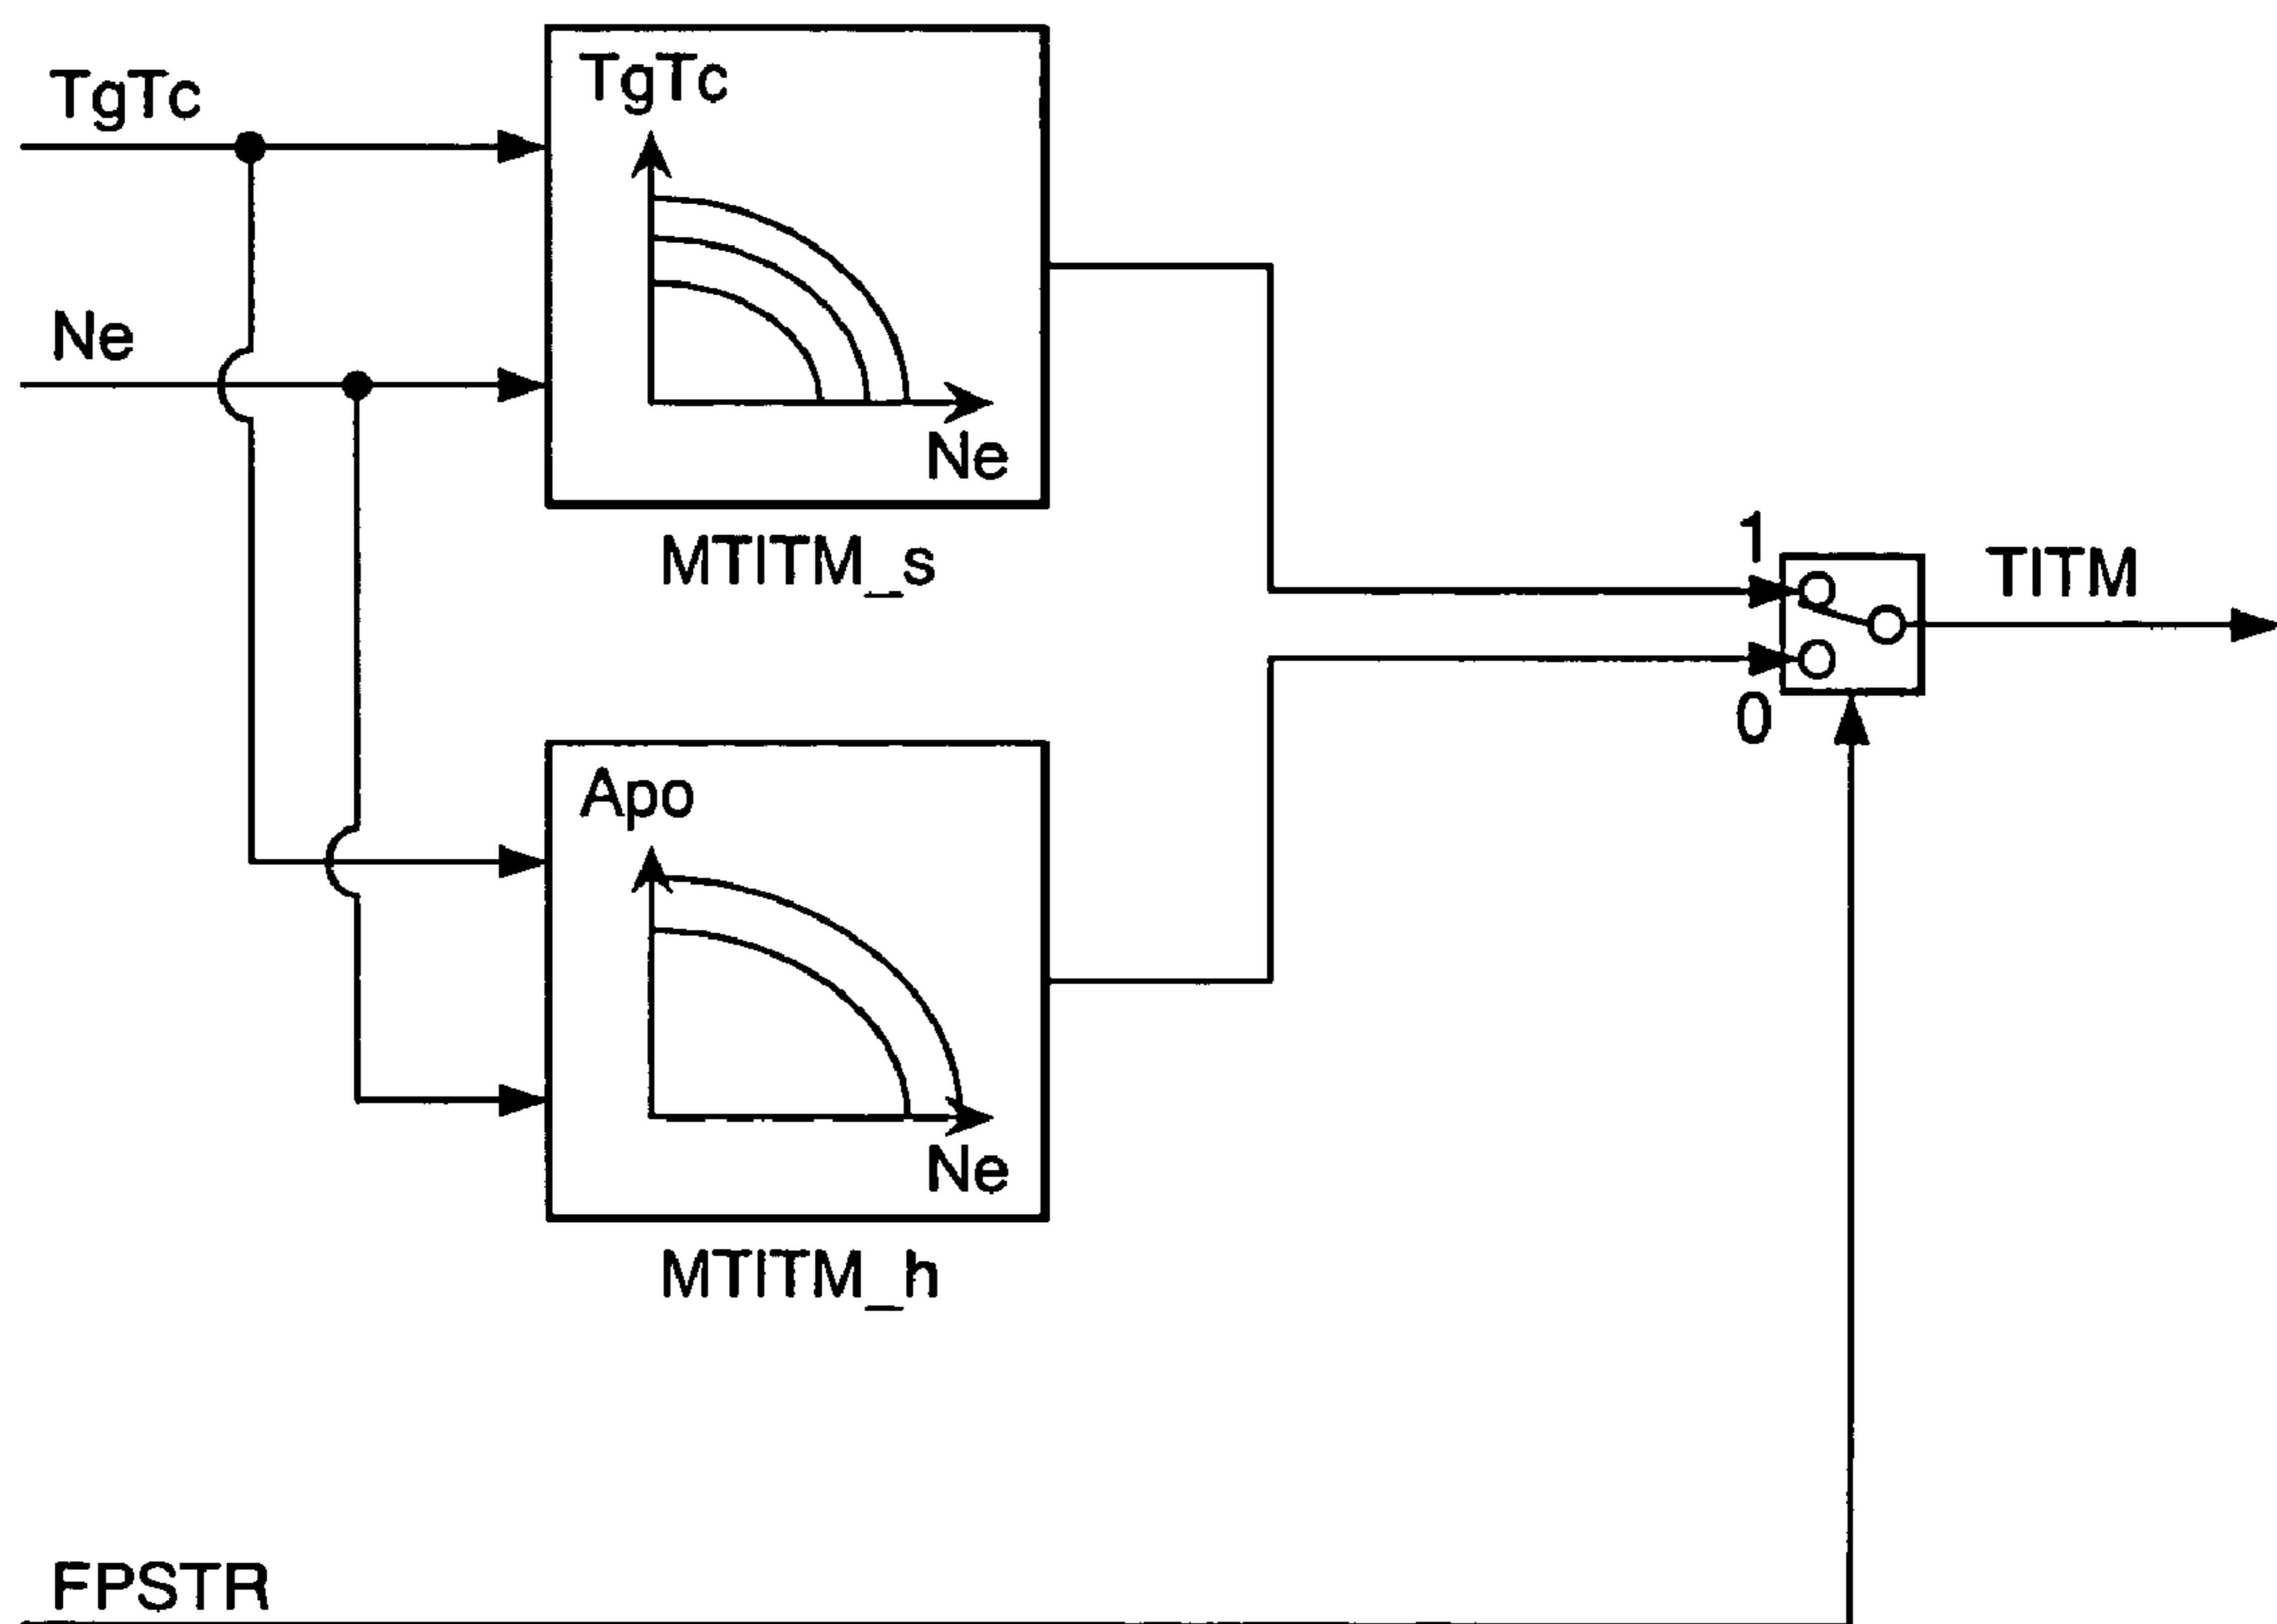 TgTc
TgTc
Ne
Ne
MTITM_s
1
TITM
0
Apo
Ne
MTITM_h
FPSTR